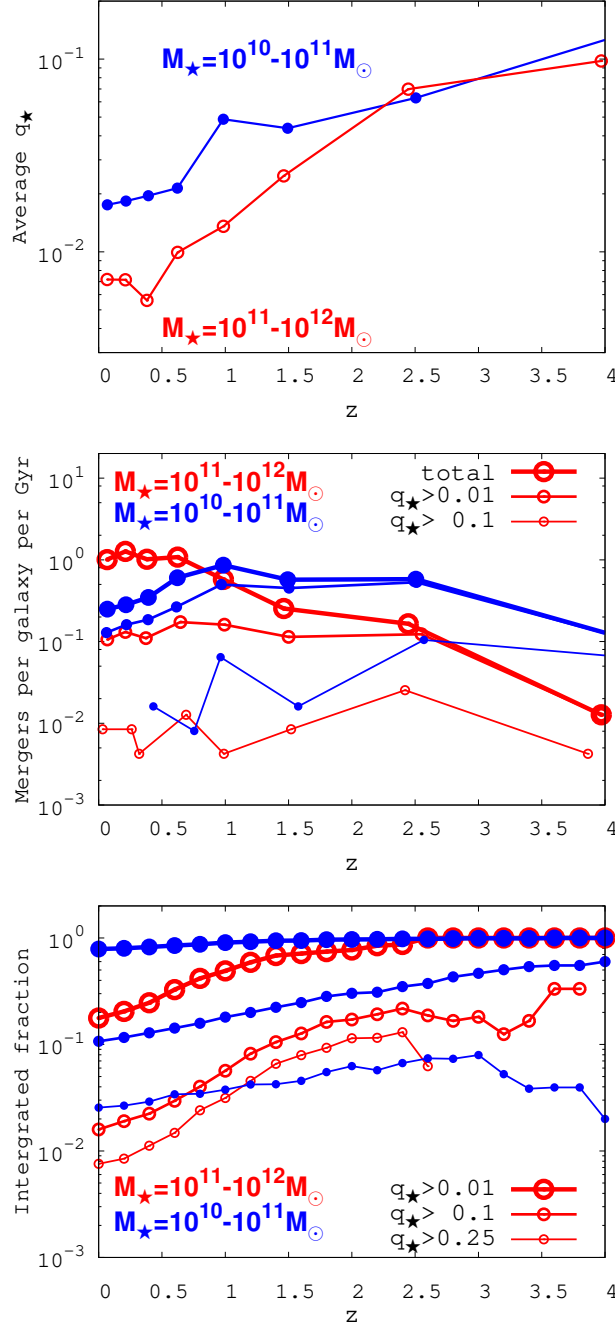 10⁻¹
10⁻²
Average q★
M★=10¹⁰-10¹¹M☉
M★=10¹¹-10¹²M☉
0 0.5 1 1.5 2 2.5 3 3.5 4
z
10¹
10⁰
10⁻¹
10⁻²
10⁻³
Mergers per galaxy per Gyr
M★=10¹¹-10¹²M☉
M★=10¹⁰-10¹¹M☉
total
q★>0.01
q★> 0.1
0 0.5 1 1.5 2 2.5 3 3.5 4
z
10⁰
10⁻¹
10⁻²
10⁻³
Intergrated fraction
M★=10¹¹-10¹²M☉
M★=10¹⁰-10¹¹M☉
q★>0.01
q★> 0.1
q★>0.25
0 0.5 1 1.5 2 2.5 3 3.5 4
z